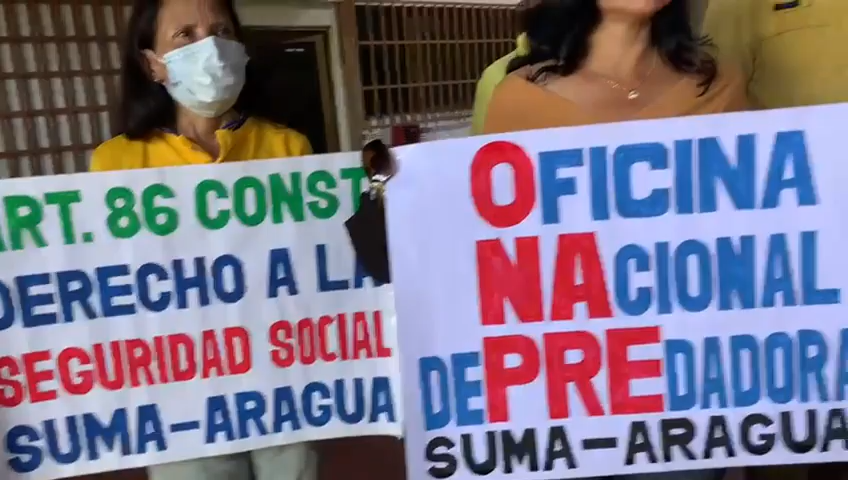 ART. 86 CONST.
DERECHO A LA
SEGURIDAD SOCIAL
SUMA-ARAGUA
OFICINA
NACIONAL
DEPREDADORA
SUMA-ARAGUA